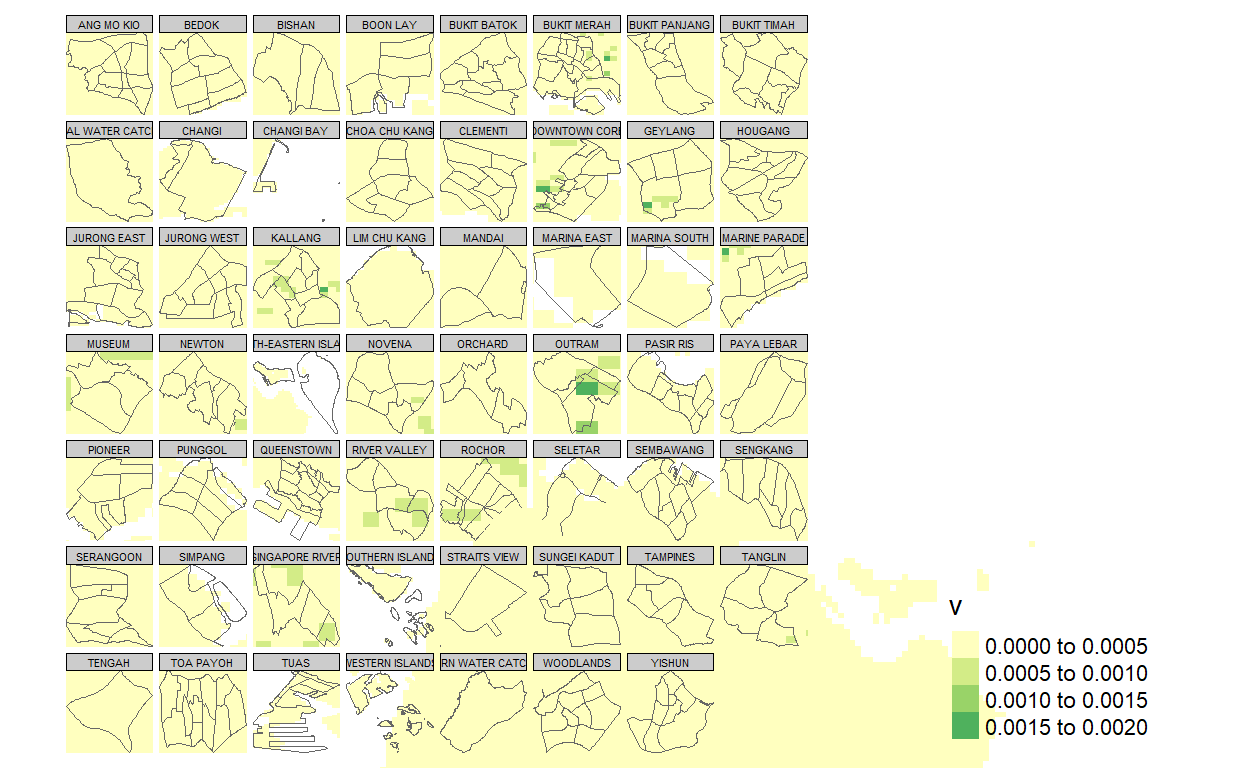 ANG MO KIO BEDOK BISHAN BOON LAY BUKIT BATOK BUKIT MERAH BUKIT PANJANG BUKIT TIMAH
AL WATER CATC CHANGI CHANGI BAY CHOA CHU KANG CLEMENTI DOWNTOWN CORE GEYLANG HOUGANG
JURONG EAST JURONG WEST KALLANG LIM CHU KANG MANDAI MARINA EAST MARINA SOUTH MARINE PARADE
MUSEUM NEWTON TH-EASTERN ISLA NOVENA ORCHARD OUTRAM PASIR RIS PAYA LEBAR
PIONEER PUNGGOL QUEENSTOWN RIVER VALLEY ROCHOR SELETAR SEMBAWANG SENGKANG
SERANGOON SIMPANG SINGAPORE RIVER OUTHERN ISLAND STRAITS VIEW SUNGEI KADUT TAMPINES TANGLIN
TENGAH TOA PAYOH TUAS WESTERN ISLANDS RN WATER CATC WOODLANDS YISHUN
v
0.0000 to 0.0005
0.0005 to 0.0010
0.0010 to 0.0015
0.0015 to 0.0020